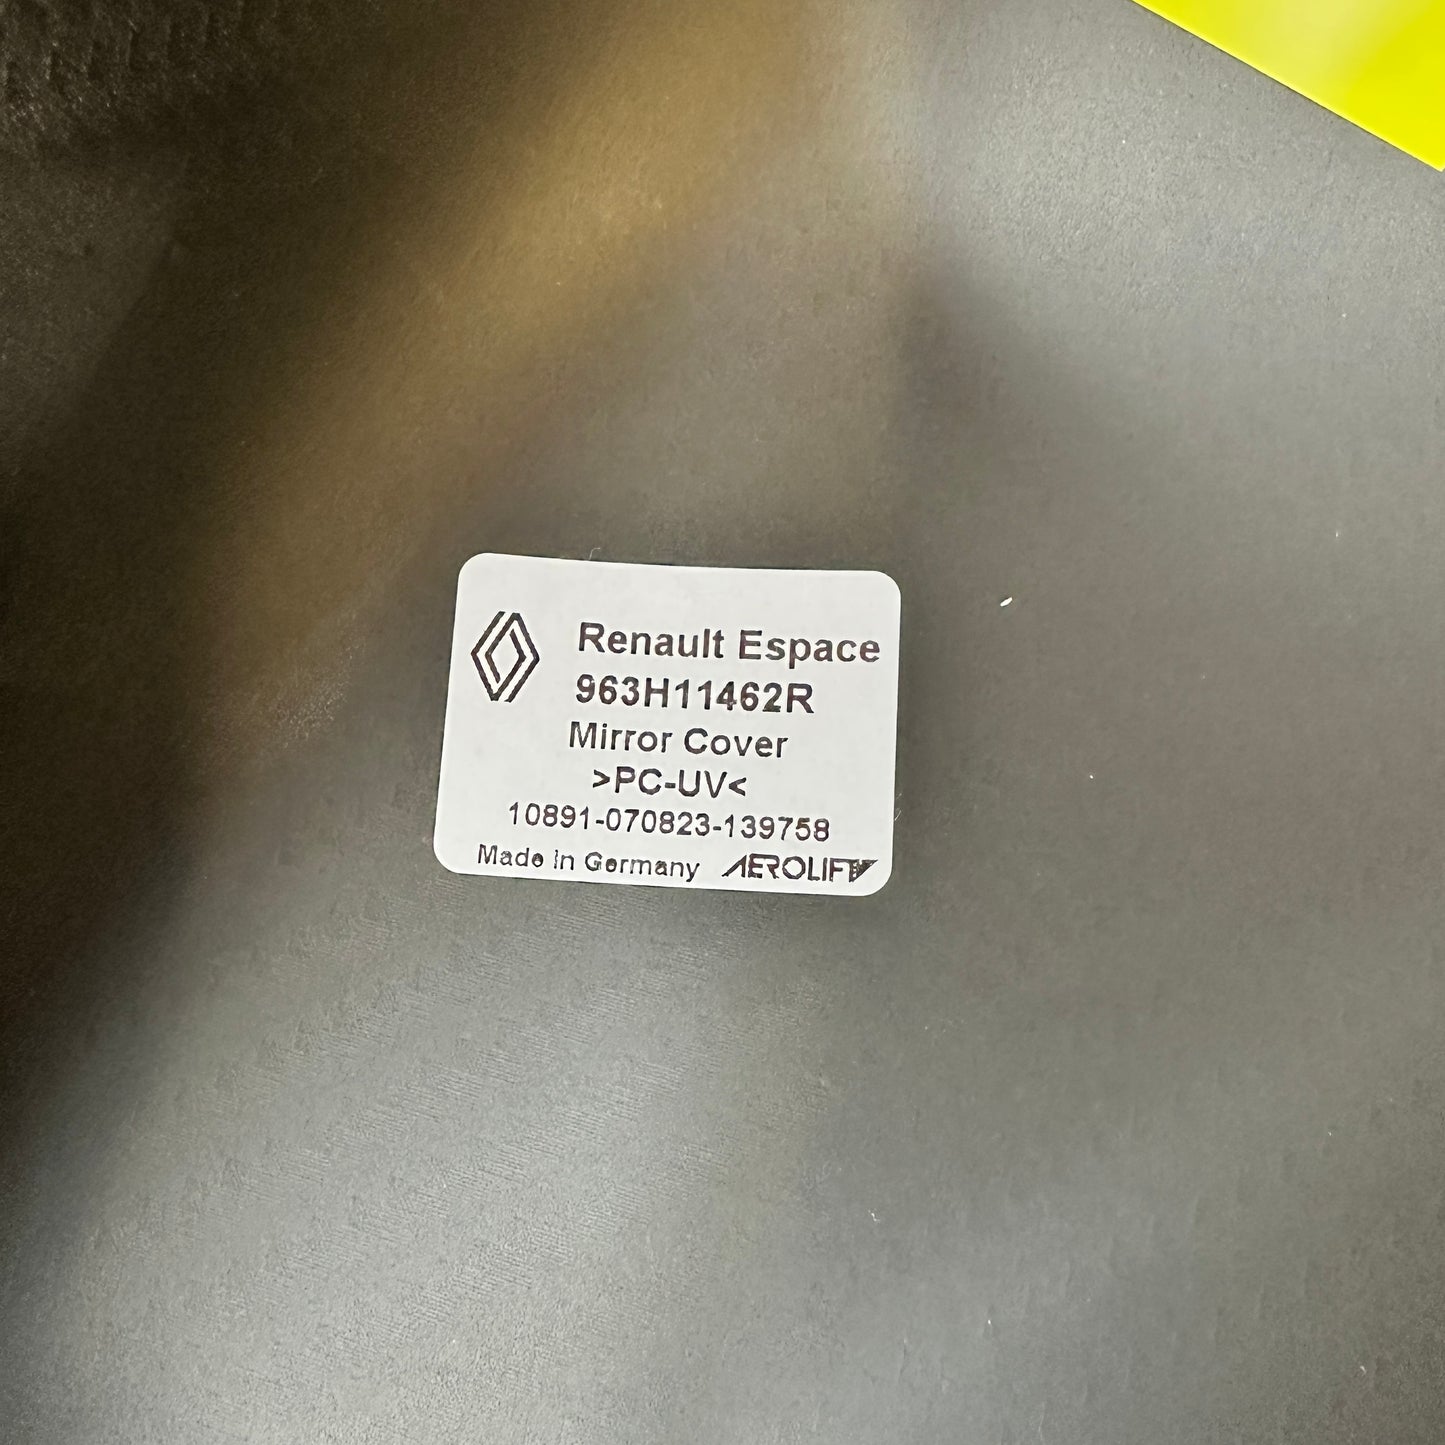 Renault Espace
963H11462R
Mirror Cover
>PC-UV<
10891-070823-139758
Made in Germany AEROLIFT